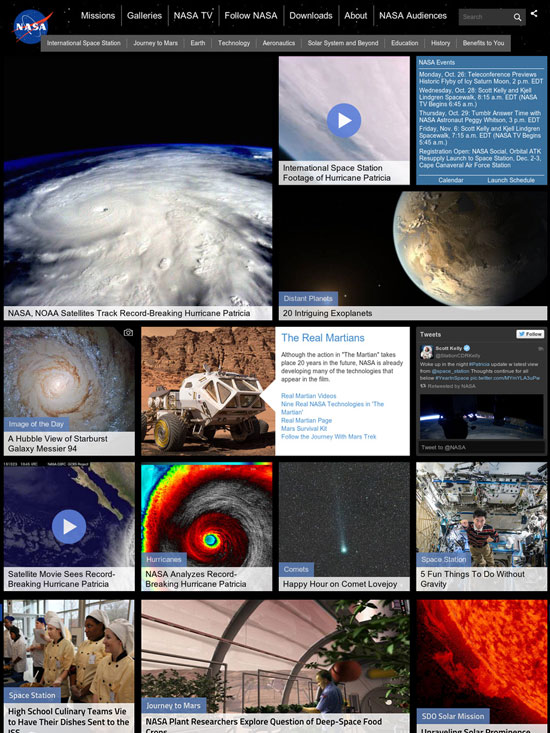 NASA
Missions
Galleries
NASA TV
Follow NASA
Downloads
About
NASA Audiences
Search
International Space Station
Journey to Mars
Earth
Technology
Aeronautics
Solar System and Beyond
Education
History
Benefits to You
NASA, NOAA Satellites Track Record-Breaking Hurricane Patricia
International Space Station
Footage of Hurricane Patricia
NASA Events
Monday, Oct. 26: Teleconference Previews
Historic Flyby of Icy Saturn Moon, 2 p.m. EDT
Wednesday, Oct. 28: Scott Kelly and Kjell
Lindgren Spacewalk, 8:15 a.m. EDT (NASA
TV Begins 6:45 a.m.)
Thursday, Oct. 29: Tumblr Answer Time with
NASA Astronaut Peggy Whitson, 3 p.m. EDT
Friday, Nov. 6: Scott Kelly and Kjell Lindgren
Spacewalk, 7:15 a.m. EDT (NASA TV Begins
5:45 a.m.)
Registration Open: NASA Social, Orbital ATK
Resupply Launch to Space Station, Dec. 2-3,
Cape Canaveral Air Force Station
Calendar
Launch Schedule
Distant Planets
20 Intriguing Exoplanets
Image of the Day
A Hubble View of Starburst
Galaxy Messier 94
The Real Martians
Although the action in "The Martian" takes
place 20 years in the future, NASA is already
developing many of the technologies that
appear in the film.
Real Martian Videos
Nine Real NASA Technologies in 'The
Martian'
Real Martian Page
Mars Survival Kit
Follow the Journey With Mars Trek
Tweets
Follow
Scott Kelly
@StationCDRKelly
Woke up in the night #Patricia update w latest view
from @space_station Thoughts continue for all
below #YearInSpace
Retweeted by NASA
Tweet to @NASA
Satellite Movie Sees Record-
Breaking Hurricane Patricia
Hurricanes
NASA Analyzes Record-
Breaking Hurricane Patricia
Comets
Happy Hour on Comet Lovejoy
Space Station
5 Fun Things To Do Without
Gravity
Space Station
High School Culinary Teams Vie
to Have Their Dishes Sent to the
ISS
Journey to Mars
NASA Plant Researchers Explore Question of Deep-Space Food
Crops
SDO Solar Mission
Unraveling Solar Prominence